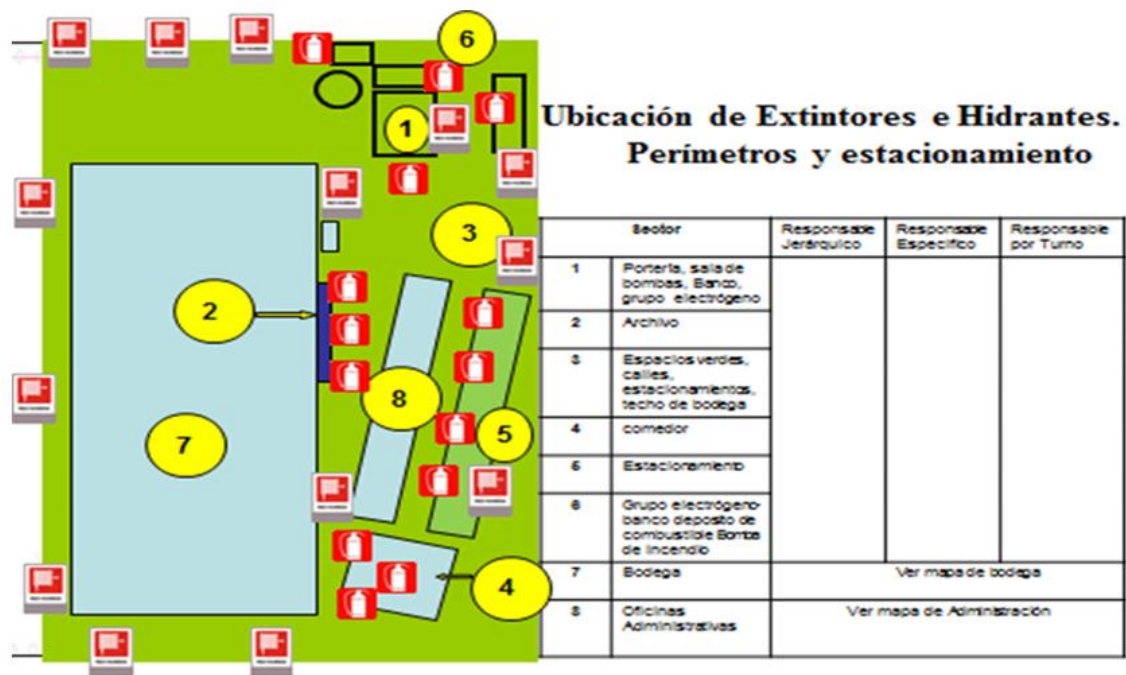 6
1
3
2
8
7
5
4
Ubicación de Extintores e Hidrantes.
Perímetros y estacionamiento
Sector
Responsable
Jerárquico
Responsable
Específico
Responsable
por Turno
1
Portería, sala de
bombas, Banco,
grupo electrógeno
2
Archivo
3
Espacios verdes,
calles,
estacionamientos,
techo de bodega
4
comedor
5
Estacionamiento
6
Grupo electrógeno-
banco deposito de
combustible Bomba
de Incendio
7
Bodega
Ver mapa de bodega
8
Oficinas
Administrativas
Ver mapa de Administración